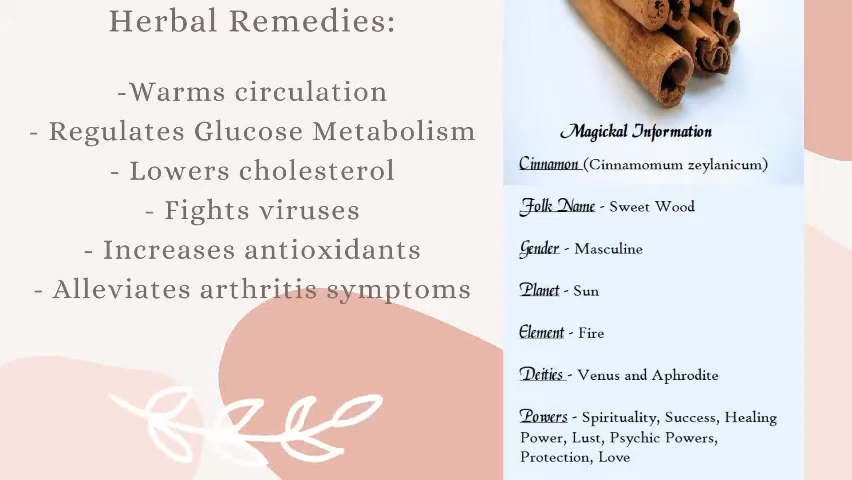 Herbal Remedies:
-Warms circulation
- Regulates Glucose Metabolism
- Lowers cholesterol
- Fights viruses
- Increases antioxidants
- Alleviates arthritis symptoms
Magickal Information
Cinnamon (Cinnamomum zeylanicum)
Folk Name - Sweet Wood
Gender - Masculine
Planet - Sun
Element - Fire
Deities - Venus and Aphrodite
Powers - Spirituality, Success, Healing
Power, Lust, Psychic Powers,
Protection, Love